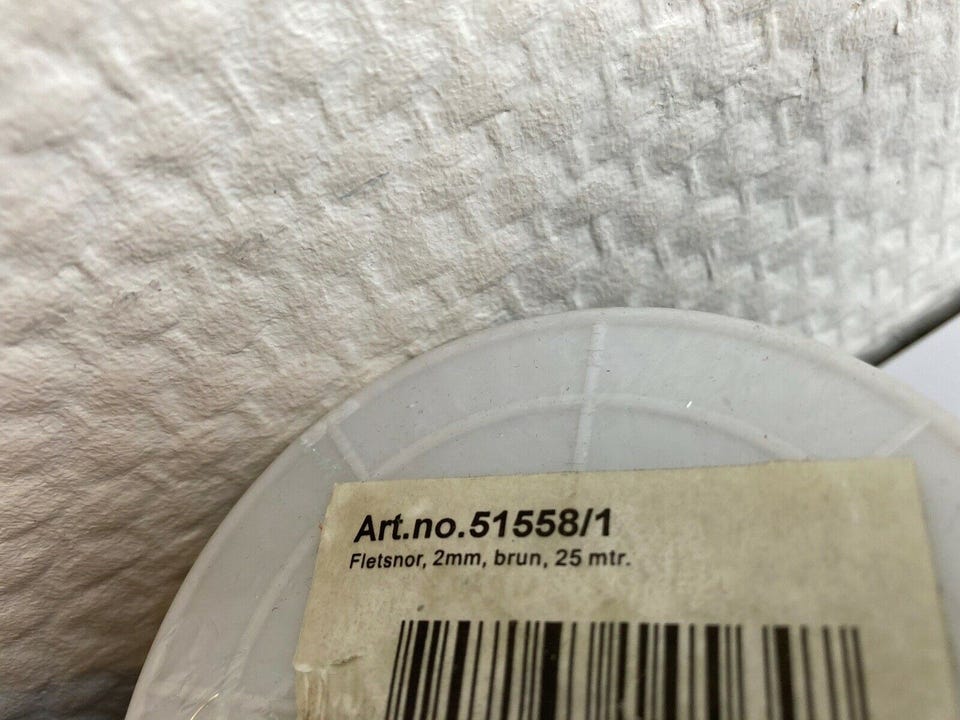 Art.no.51558/1
Fletsnor, 2mm, brun, 25 mtr.